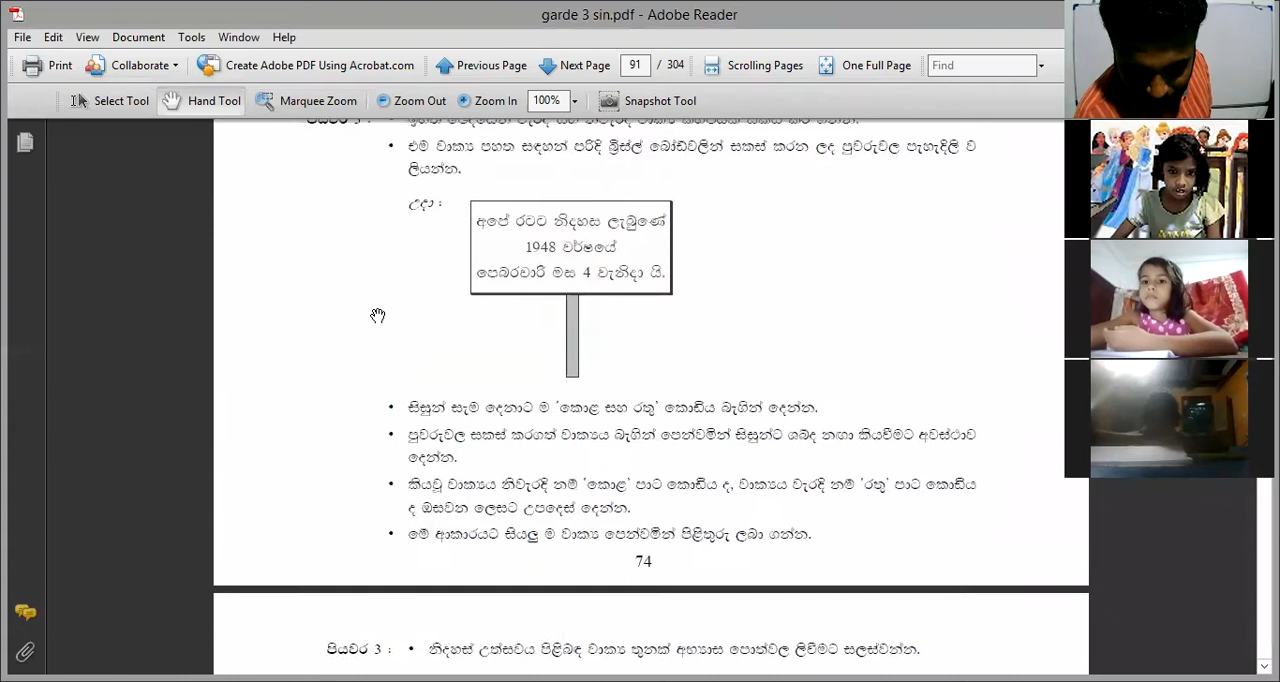 garde 3 sin.pdf - Adobe Reader
File Edit View Document Tools Window Help
Print Collaborate Create Adobe PDF Using Acrobat.com Previous Page Next Page 91 / 304 Scrolling Pages One Full Page Find
Select Tool Hand Tool Marquee Zoom Zoom Out Zoom In 100% Snapshot Tool
• එම වාක්‍ය පහත සඳහන් පරිදි බ්‍රිස්ල් බෝඩ්වලින් සකස් කරන ලද පුවරුවල පැහැදිලි ව
ලියන්න.
උදා :
අපේ රටට නිදහස ලැබුණේ
1948 වර්ෂයේ
පෙබරවාරි මස 4 වැනිදා යි.
• සිසුන් සැම දෙනාට ම 'කොළ සහ රතු' කොඩිය බැගින් දෙන්න.
• පුවරුවල සකස් කරගත් වාක්‍යය බැගින් පෙන්වමින් සිසුන්ට ශබ්ද නඟා කියවීමට අවස්ථාව
දෙන්න.
• කියවූ වාක්‍යය නිවැරදි නම් 'කොළ' පාට කොඩිය ද, වාක්‍යය වැරදි නම් 'රතු' පාට කොඩිය
ද ඔසවන ලෙසට උපදෙස් දෙන්න.
• මේ ආකාරයට සියලු ම වාක්‍ය පෙන්වමින් පිළිතුරු ලබා ගන්න.
74
පියවර 3 : • නිදහස් උත්සවය පිළිබඳ වාක්‍ය තුනක් අභ්‍යාස පොත්වල ලිවීමට සලස්වන්න.